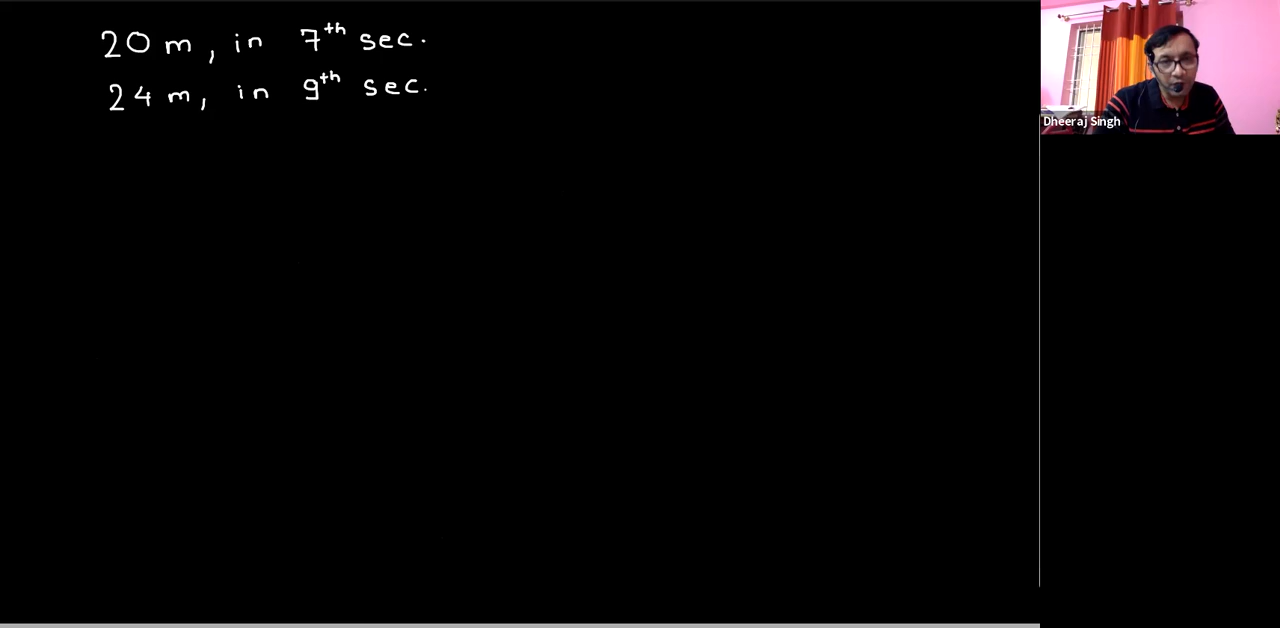 20 m, in 7th sec.
24 m, in 9th sec.
Dheeraj Singh